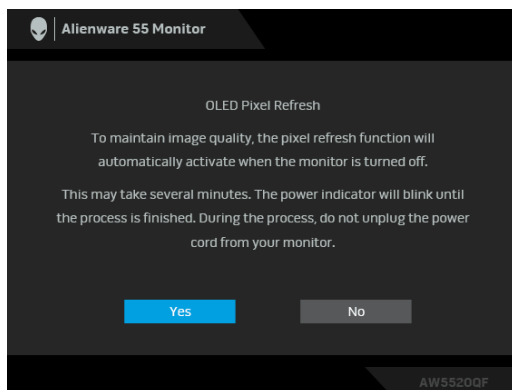 Alienware 55 Monitor
OLED Pixel Refresh
To maintain image quality, the pixel refresh function will
automatically activate when the monitor is turned off.
This may take several minutes. The power indicator will blink until
the process is finished. During the process, do not unplug the power
cord from your monitor.
Yes
No
AW5520QF